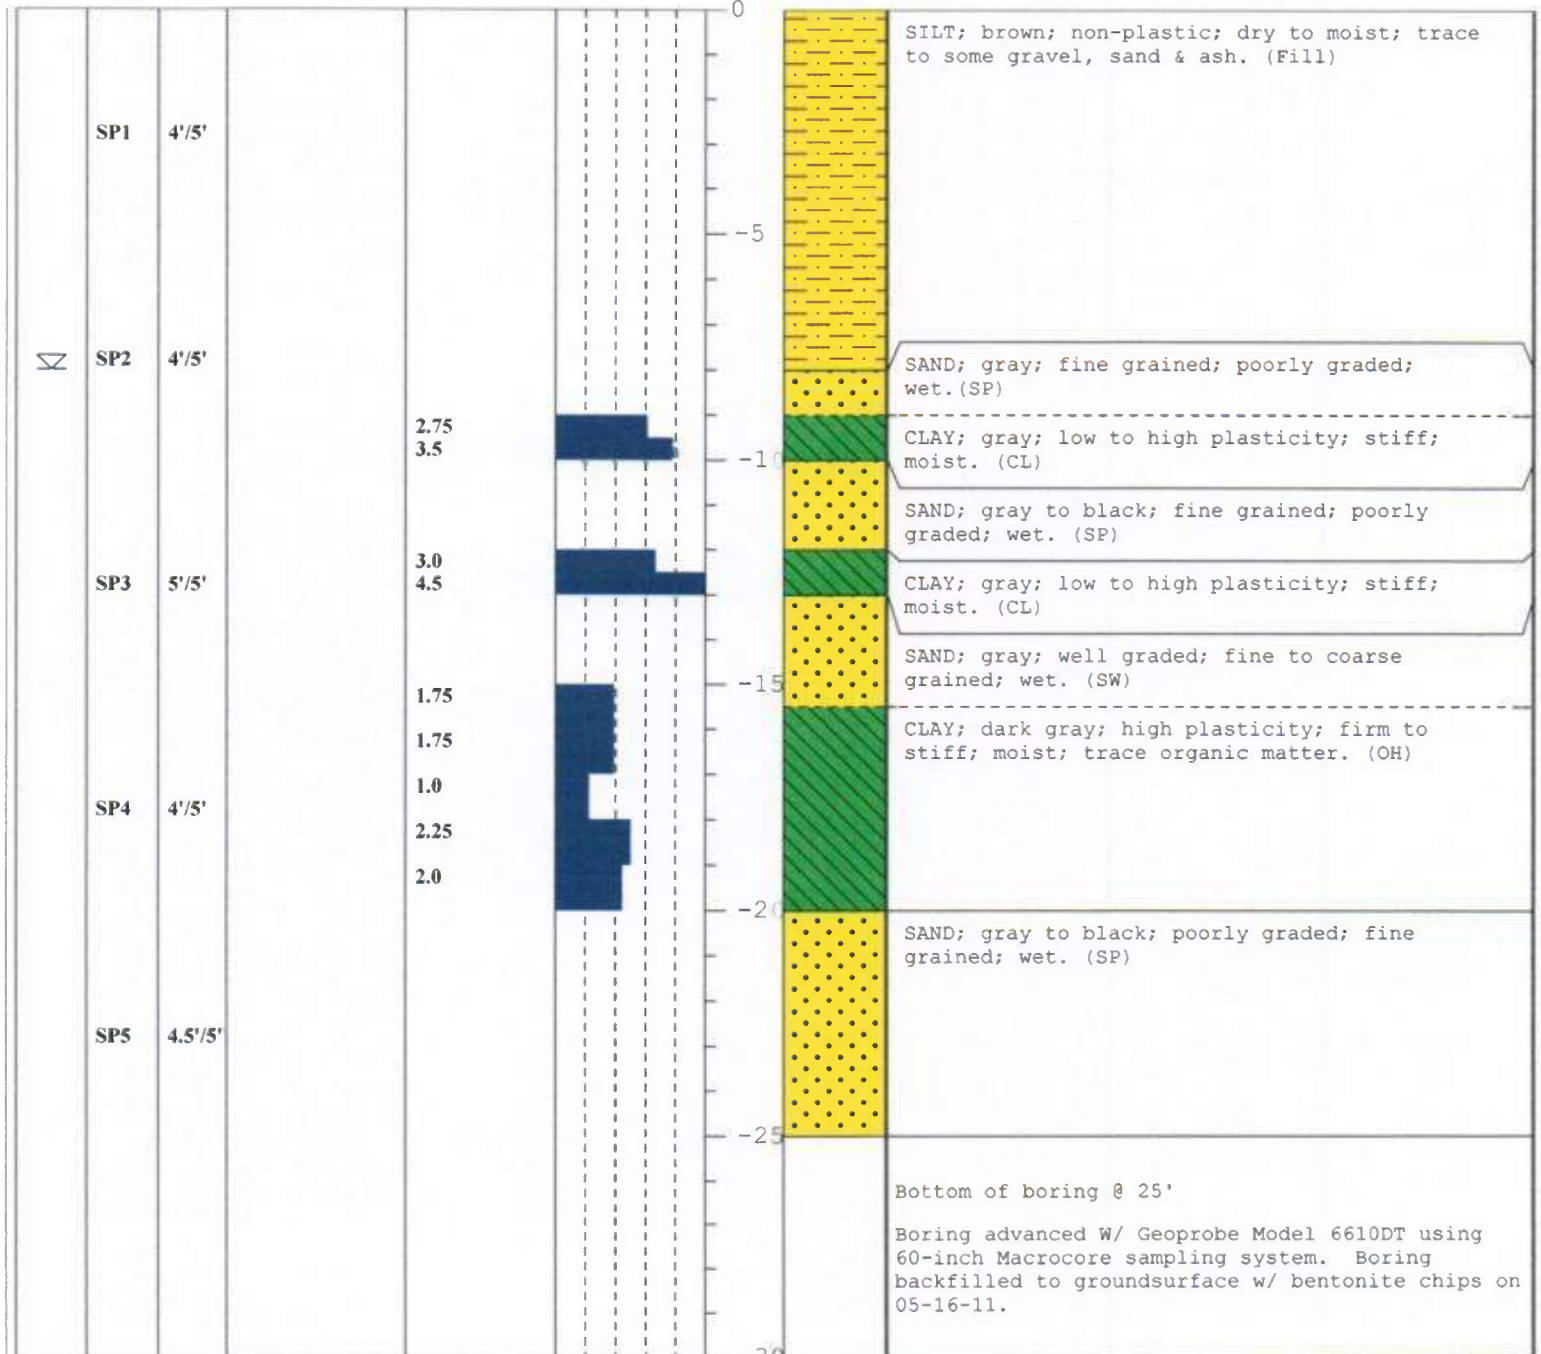 0
SILT; brown; non-plastic; dry to moist; trace
to some gravel, sand & ash. (Fill)
SP1 4'/5'
-5
SP2 4'/5'
SAND; gray; fine grained; poorly graded;
wet.(SP)
2.75
3.5
CLAY; gray; low to high plasticity; stiff;
moist. (CL)
-10
SAND; gray to black; fine grained; poorly
graded; wet. (SP)
3.0
SP3 5'/5' 4.5
CLAY; gray; low to high plasticity; stiff;
moist. (CL)
SAND; gray; well graded; fine to coarse
grained; wet. (SW)
-15
1.75
CLAY; dark gray; high plasticity; firm to
stiff; moist; trace organic matter. (OH)
1.75
1.0
SP4 4'/5'
2.25
2.0
-20
SAND; gray to black; poorly graded; fine
grained; wet. (SP)
SP5 4.5'/5'
-25
Bottom of boring @ 25'
Boring advanced W/ Geoprobe Model 6610DT using
60-inch Macrocore sampling system. Boring
backfilled to groundsurface w/ bentonite chips on
05-16-11.